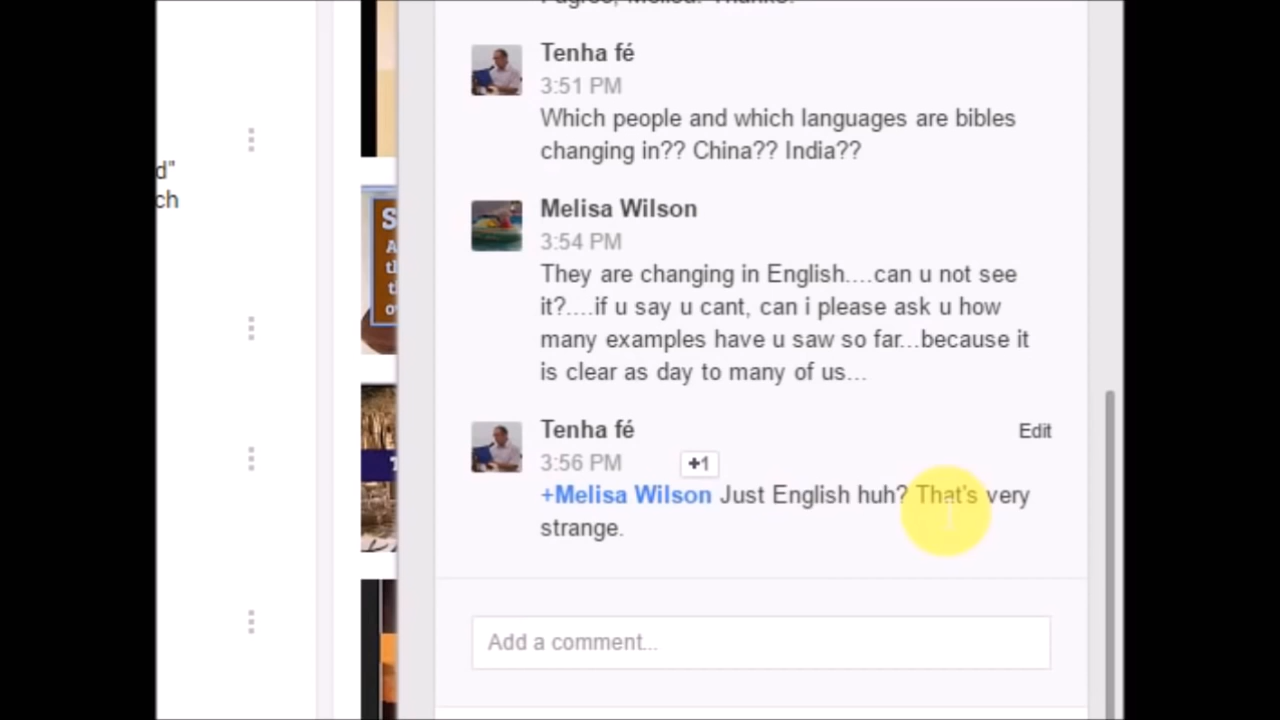 Tenha fé
3:51 PM
Which people and which languages are bibles
changing in?? China?? India??
Melisa Wilson
3:54 PM
They are changing in English....can u not see
it?....if u say u cant, can i please ask u how
many examples have u saw so far...because it
is clear as day to many of us...
Tenha fé
Edit
3:56 PM
+1
+Melisa Wilson Just English huh? That's very
strange.
Add a comment...
d"
ch